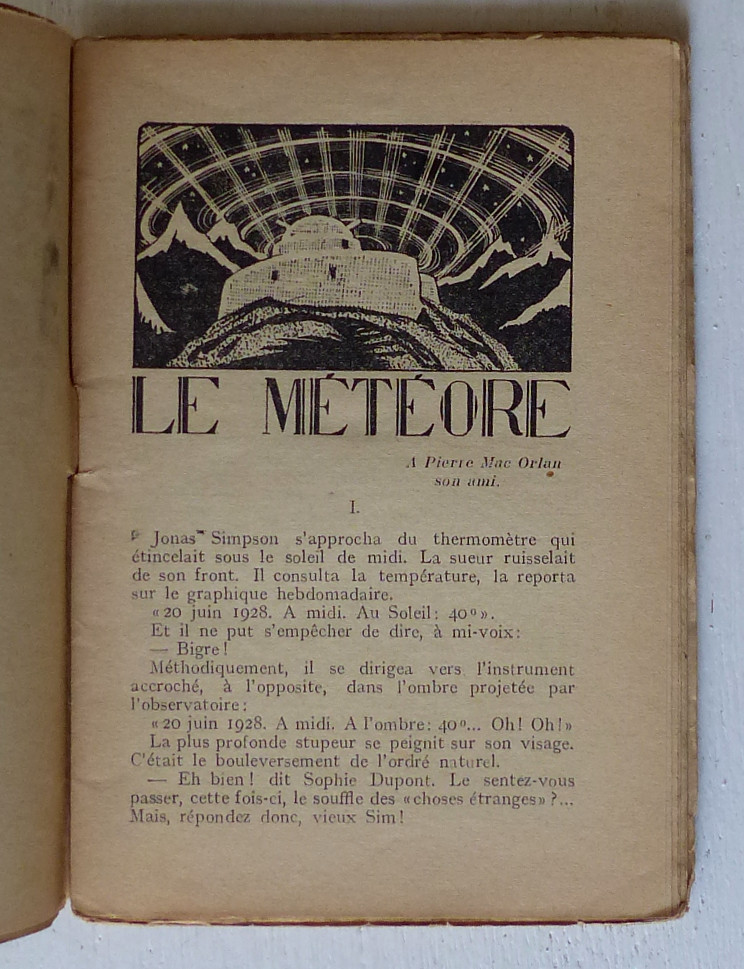 LE MÉTÉORE
A Pierre Mac Orlan
son ami.
I.
Jonas Simpson s'approcha du thermomètre qui
étincelait sous le soleil de midi. La sueur ruisselait
de son front. Il consulta la température, la reporta
sur le graphique hebdomadaire.
« 20 juin 1928. A midi. Au Soleil : 40º ».
Et il ne put s'empêcher de dire, à mi-voix :
— Bigre !
Méthodiquement, il se dirigea vers l'instrument
accroché, à l'opposite, dans l'ombre projetée par
l'observatoire :
« 20 juin 1928. A midi. A l'ombre : 40º... Oh! Oh!»
La plus profonde stupeur se peignit sur son visage.
C'était le bouleversement de l'ordré naturel.
— Eh bien ! dit Sophie Dupont. Le sentez-vous
passer, cette fois-ci, le souffle des « choses étranges» ?...
Mais, répondez donc, vieux Sim !